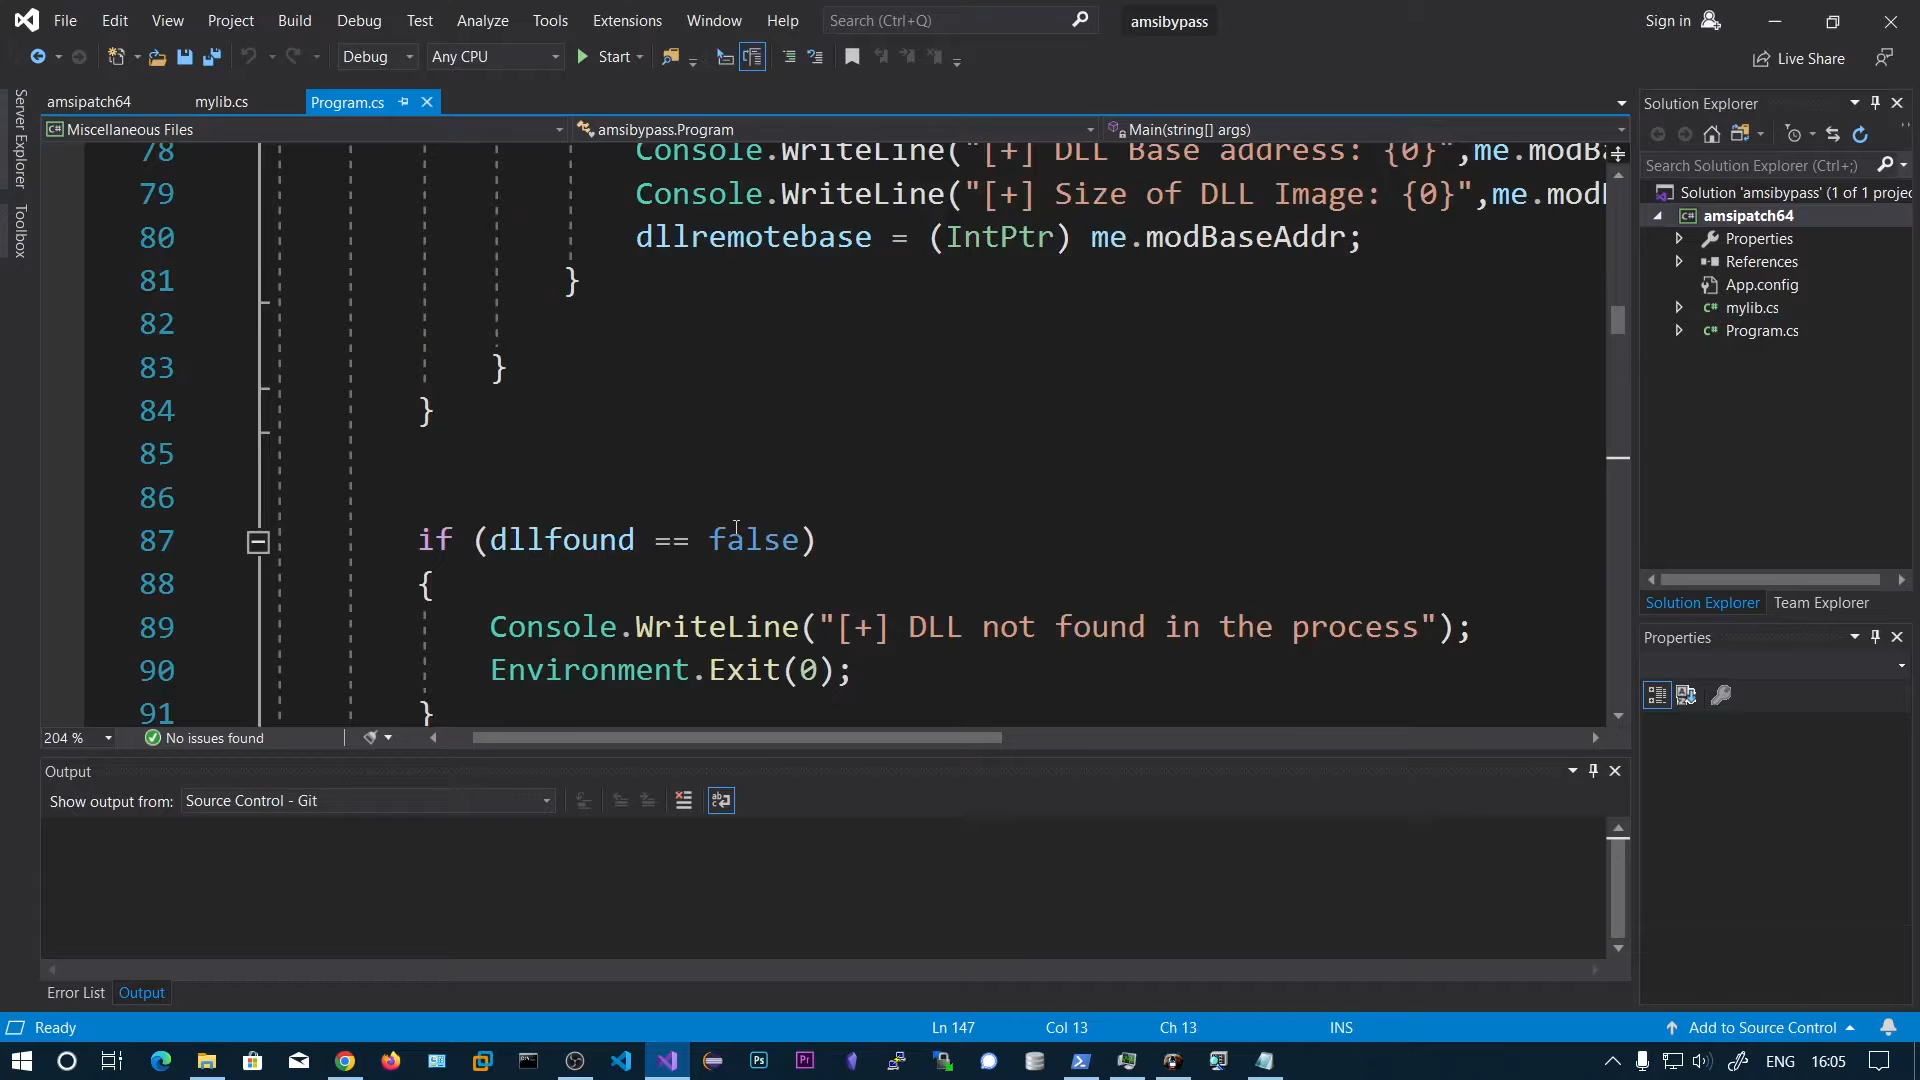 File Edit View Project Build Debug Test Analyze Tools Extensions Window Help Search (Ctrl+Q) amsibypass Sign in
Debug Any CPU Start Live Share
Server Explorer
Toolbox
amsipatch64 mylib.cs Program.cs
Miscellaneous Files amsibypass.Program Main(string[] args)
78 Console.WriteLine("[+] DLL Base address: {0}",me.modBa
79 Console.WriteLine("[+] Size of DLL Image: {0}",me.modB
80 dllremotebase = (IntPtr) me.modBaseAddr;
81 }
82
83 }
84 }
85
86
87 if (dllfound == false)
88 {
89 Console.WriteLine("[+] DLL not found in the process");
90 Environment.Exit(0);
91 }
204 % No issues found
Output
Show output from: Source Control - Git
Error List Output
Solution Explorer
Search Solution Explorer (Ctrl+;)
Solution 'amsibypass' (1 of 1 projec
C# amsipatch64
Properties
References
App.config
C# mylib.cs
C# Program.cs
Solution Explorer Team Explorer
Properties
Ready Ln 147 Col 13 Ch 13 INS Add to Source Control
Ps Pr ENG 16:05